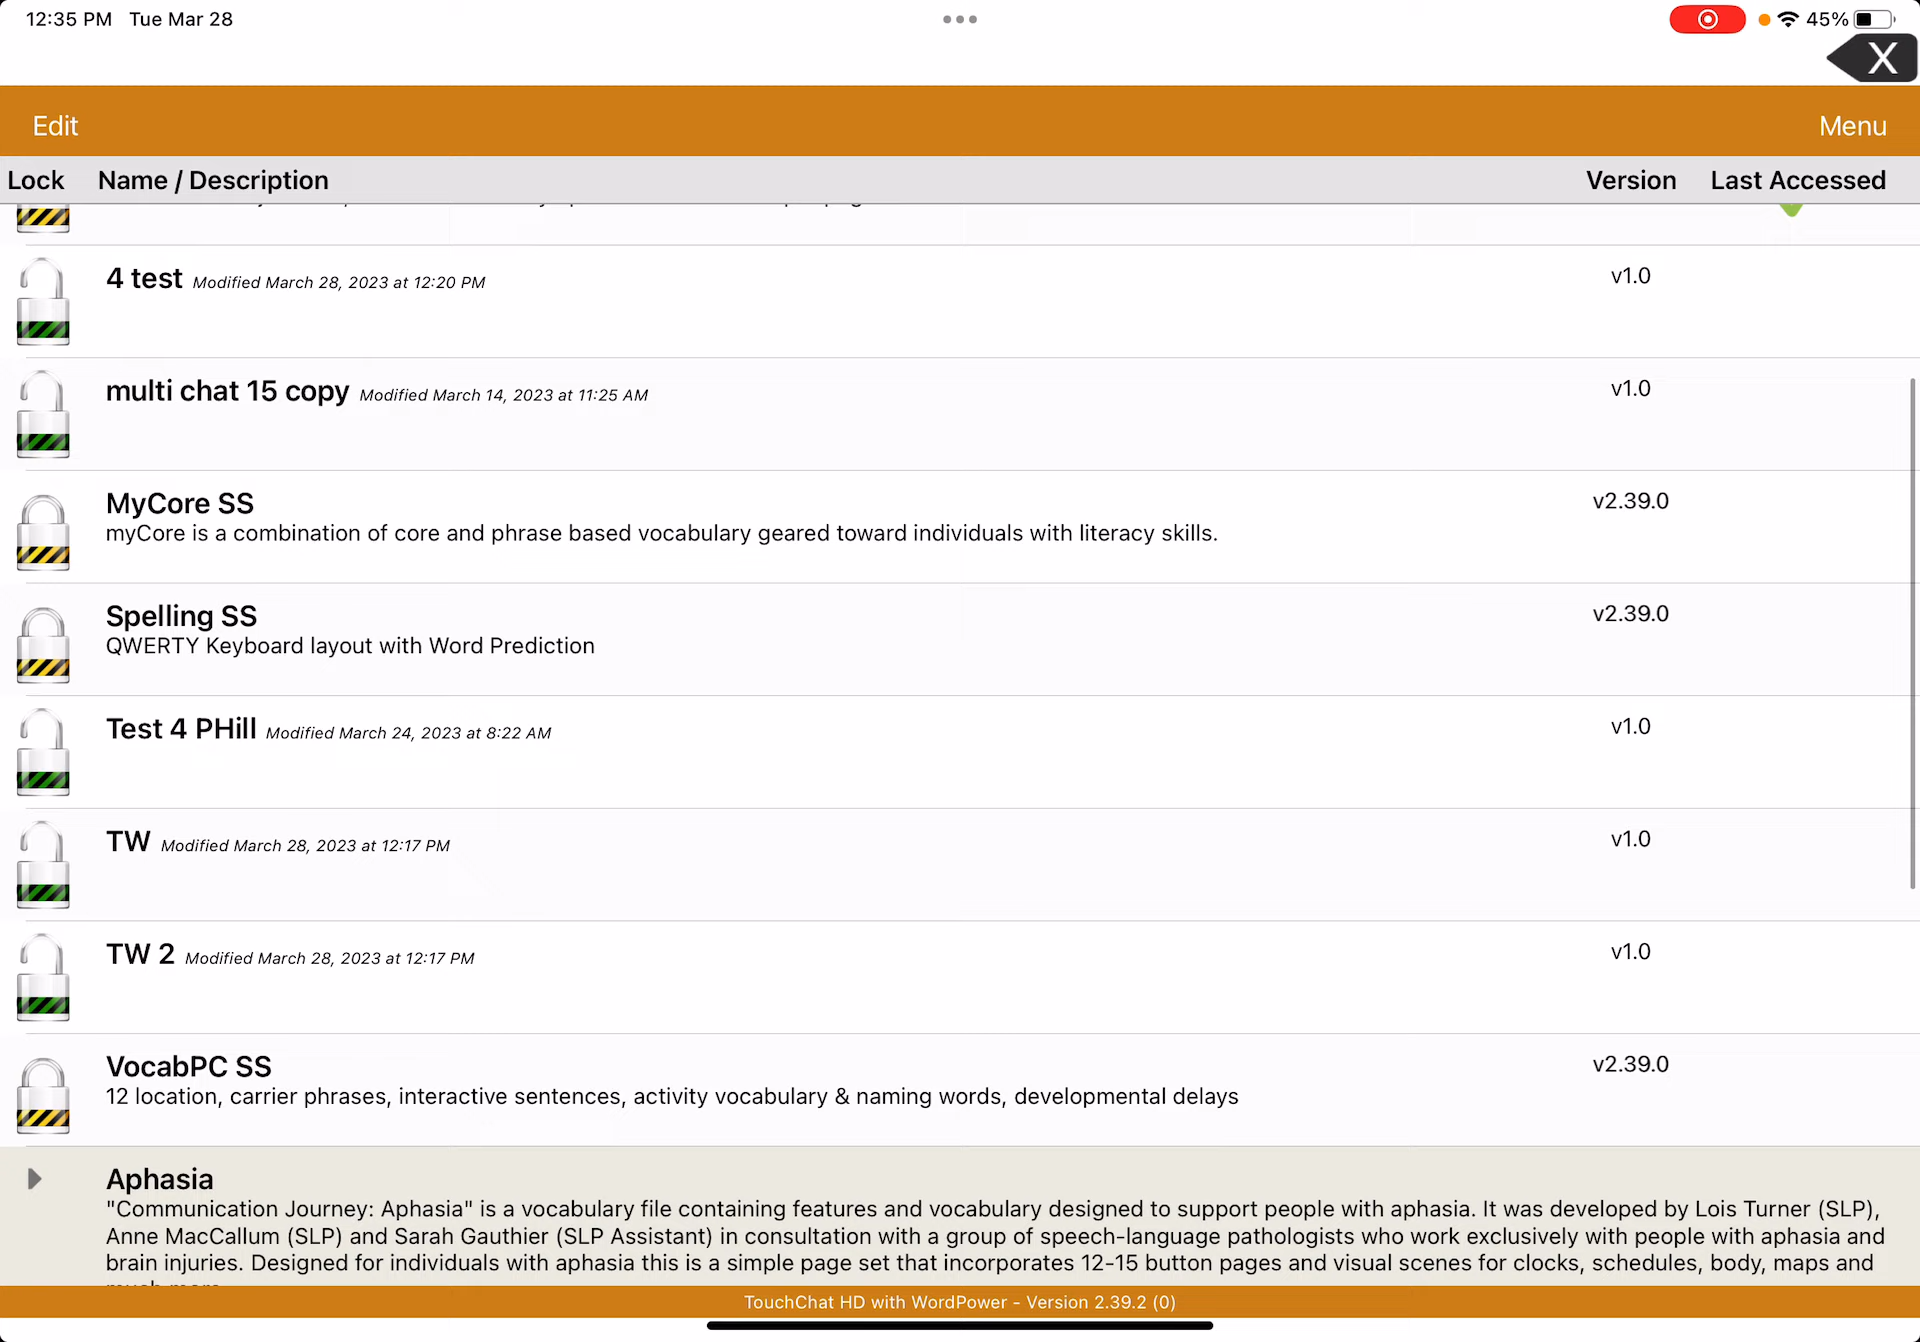 12:35 PM Tue Mar 28
45%
X
Edit
Menu
Lock Name / Description Version Last Accessed
4 test Modified March 28, 2023 at 12:20 PM v1.0
multi chat 15 copy Modified March 14, 2023 at 11:25 AM v1.0
MyCore SS v2.39.0
myCore is a combination of core and phrase based vocabulary geared toward individuals with literacy skills.
Spelling SS v2.39.0
QWERTY Keyboard layout with Word Prediction
Test 4 PHill Modified March 24, 2023 at 8:22 AM v1.0
TW Modified March 28, 2023 at 12:17 PM v1.0
TW 2 Modified March 28, 2023 at 12:17 PM v1.0
VocabPC SS v2.39.0
12 location, carrier phrases, interactive sentences, activity vocabulary & naming words, developmental delays
Aphasia
"Communication Journey: Aphasia" is a vocabulary file containing features and vocabulary designed to support people with aphasia. It was developed by Lois Turner (SLP),
Anne MacCallum (SLP) and Sarah Gauthier (SLP Assistant) in consultation with a group of speech-language pathologists who work exclusively with people with aphasia and
brain injuries. Designed for individuals with aphasia this is a simple page set that incorporates 12-15 button pages and visual scenes for clocks, schedules, body, maps and
TouchChat HD with WordPower - Version 2.39.2 (0)